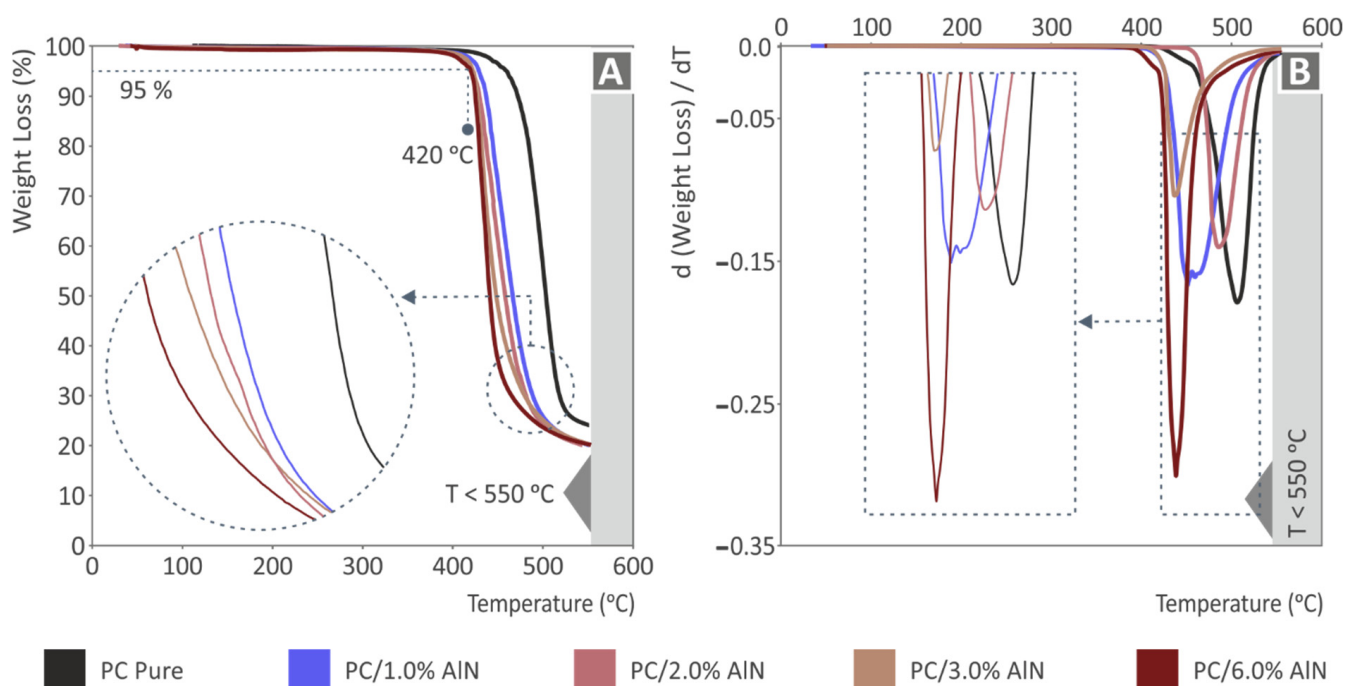 0 100 200 300 400 500 600
100
90
80
70
60
50
40
30
20
10
0
Weight Loss (%)
A
95 %
420 ºC
T < 550 ºC
0 100 200 300 400 500 600
Temperature (ºC)
0.0
−0.05
−0.15
−0.25
−0.35
d (Weight Loss) / dT
B
T < 550 ºC
Temperature (ºC)
PC Pure
PC/1.0% AlN
PC/2.0% AlN
PC/3.0% AlN
PC/6.0% AlN